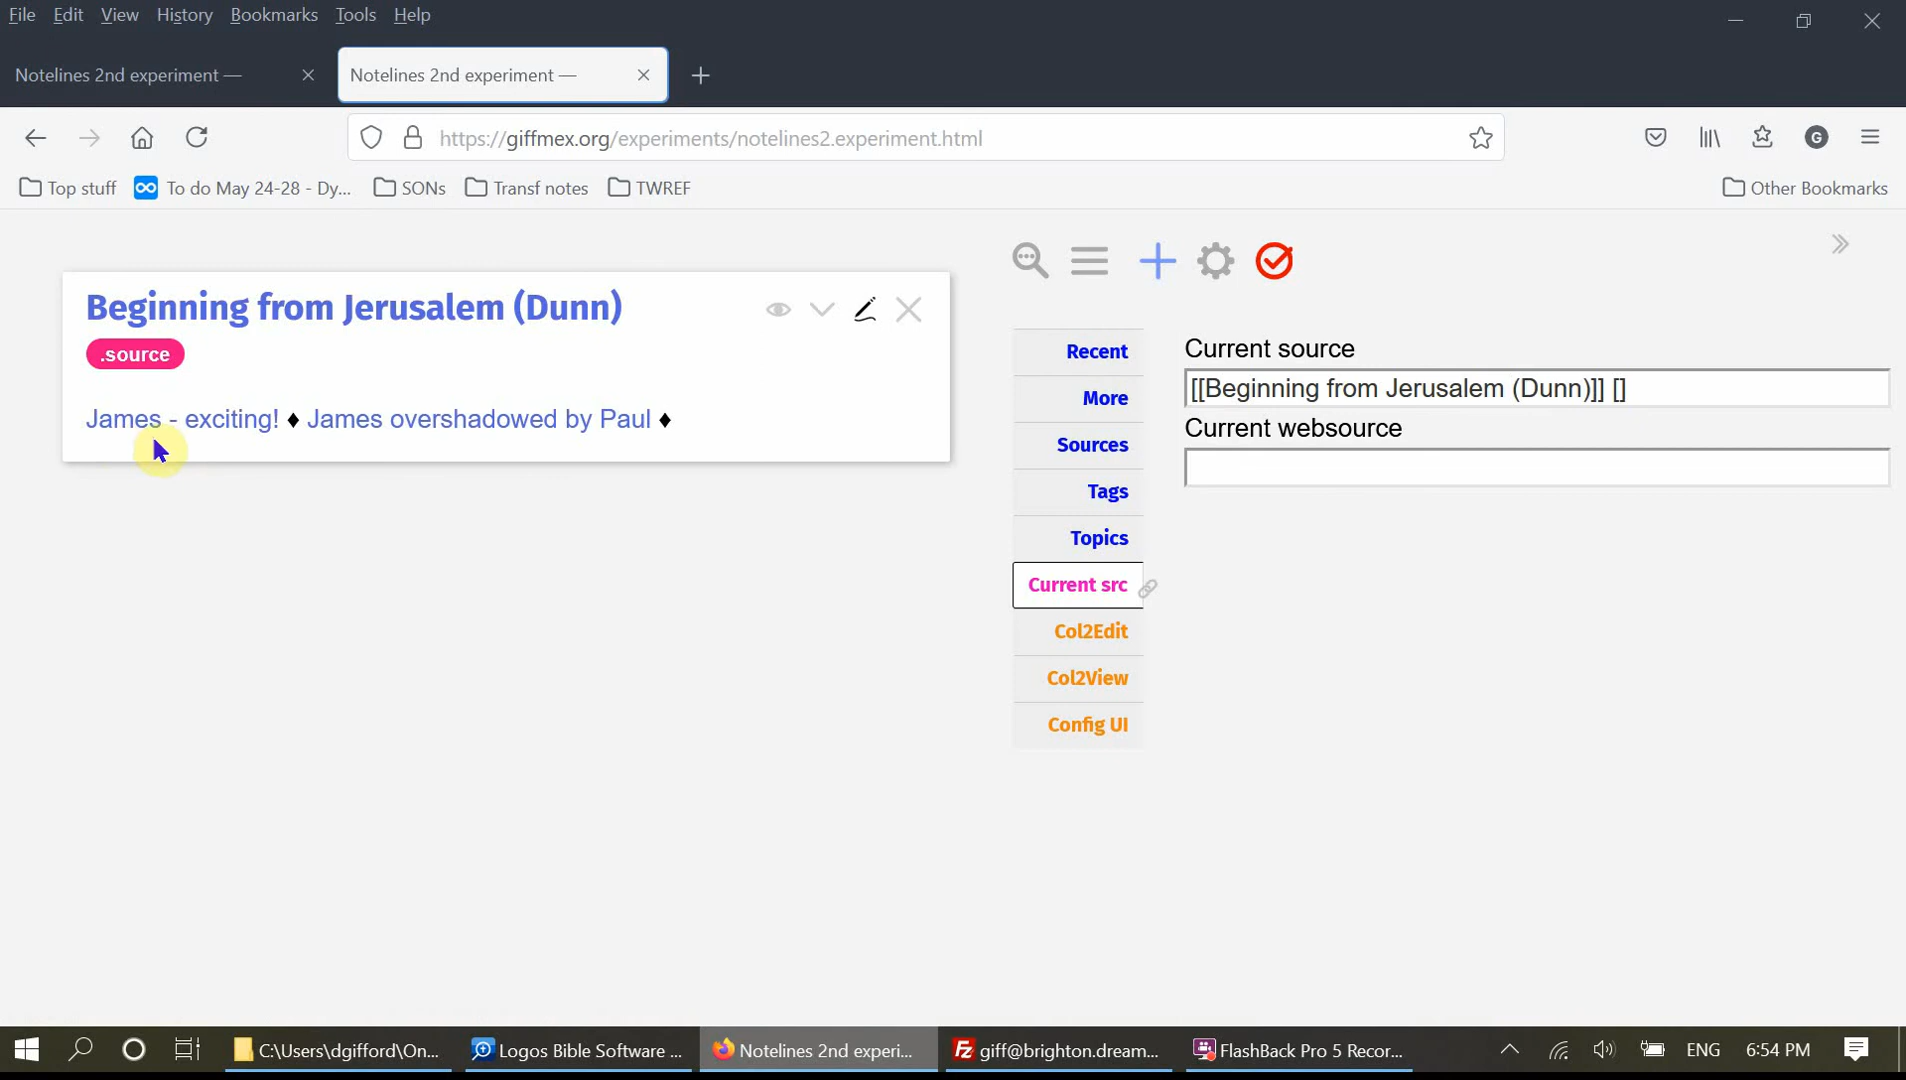 File Edit View History Bookmarks Tools Help
Notelines 2nd experiment — Notelines 2nd experiment —
https://giffmex.org/experiments/notelines2.experiment.html
G
Top stuff To do May 24-28 - Dy... SONs Transf notes TWREF Other Bookmarks
Beginning from Jerusalem (Dunn)
.source
James - exciting! ♦ James overshadowed by Paul ♦
Recent
More
Sources
Tags
Topics
Current src
Col2Edit
Col2View
Config UI
Current source
[[Beginning from Jerusalem (Dunn)]] []
Current websource
C:\Users\dgifford\On... Logos Bible Software ... Notelines 2nd experi... Fz giff@brighton.dream... FlashBack Pro 5 Recor... ENG 6:54 PM